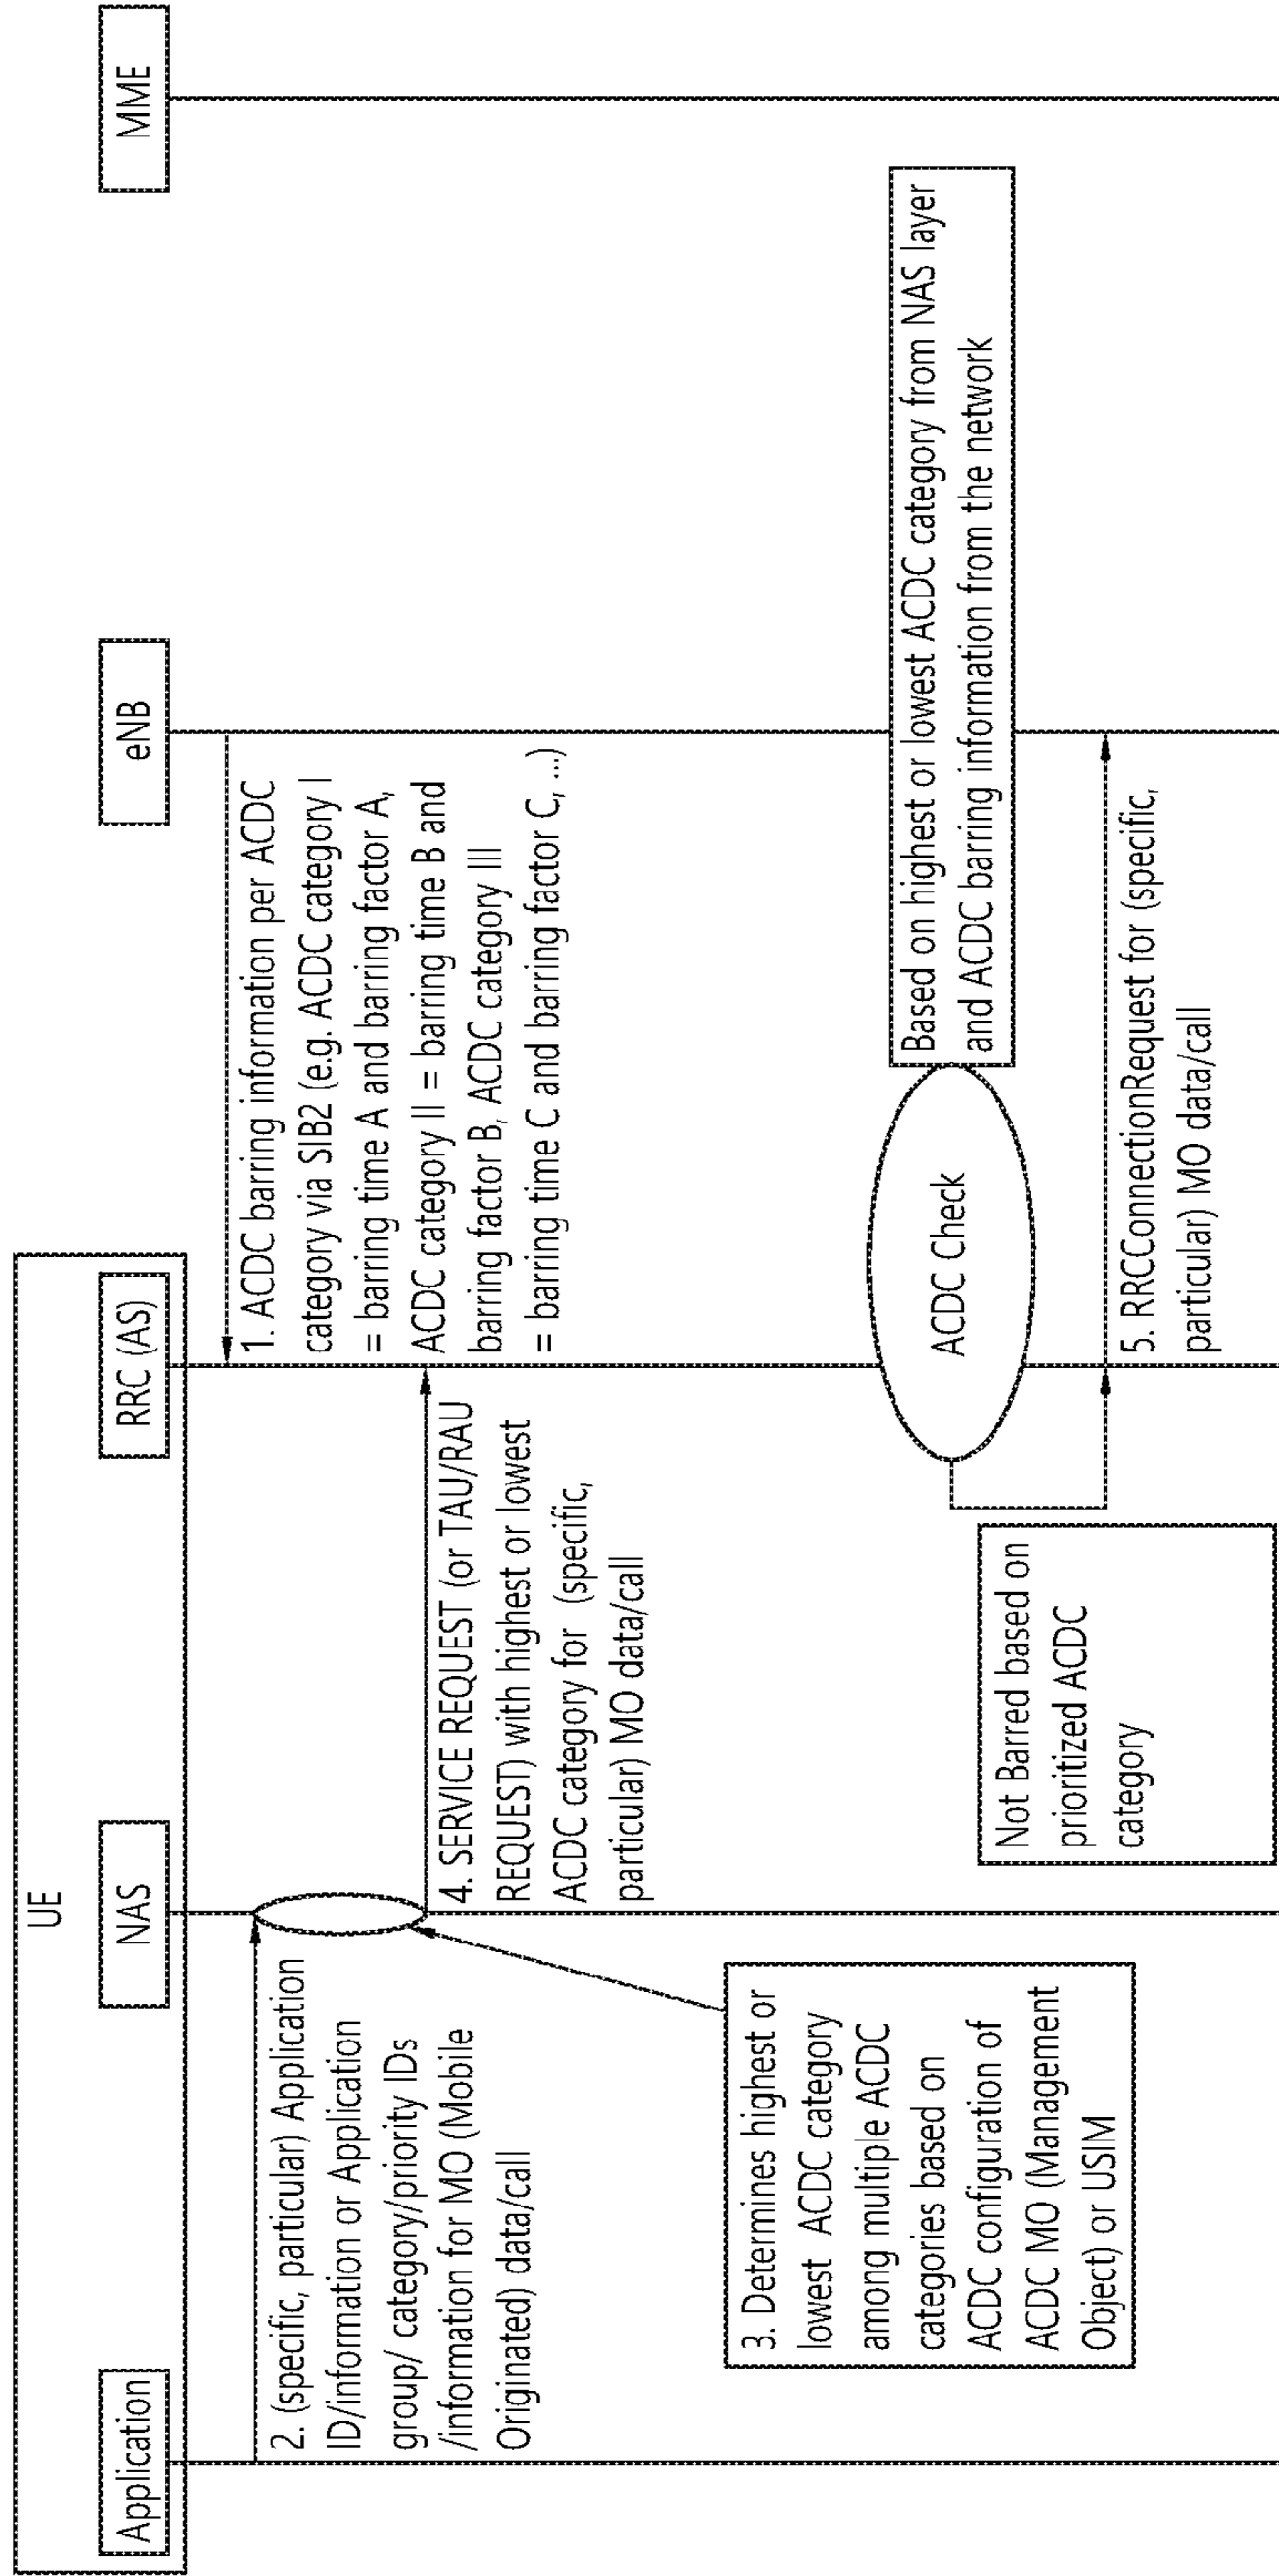 UE
Application
NAS
RRC (AS)
eNB
MME
1. ACDC barring information per ACDC
category via SIB2 (e.g. ACDC category I
= barring time A and barring factor A,
ACDC category II = barring time B and
barring factor B, ACDC category III
= barring time C and barring factor C, ...)
2. (specific, particular) Application
ID/information or Application
group/ category/priority IDs
/information for MO (Mobile
Originated) data/call
3. Determines highest or
lowest ACDC category
among multiple ACDC
categories based on
ACDC configuration of
ACDC MO (Management
Object) or USIM
4. SERVICE REQUEST (or TAU/RAU
REQUEST) with highest or lowest
ACDC category for (specific,
particular) MO data/call
ACDC Check
Based on highest or lowest ACDC category from NAS layer
and ACDC barring information from the network
Not Barred based on
prioritized ACDC
category
5. RRCConnectionRequest for (specific,
particular) MO data/call